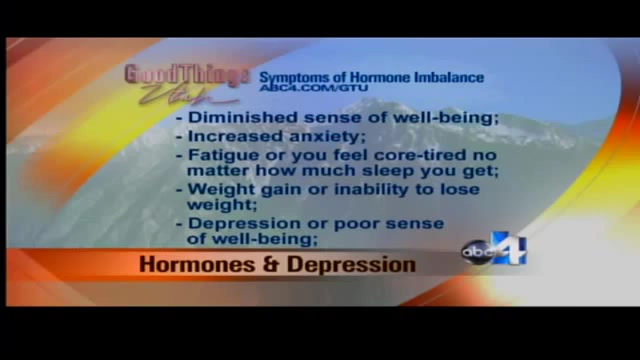 GoodThings
Utah
Symptoms of Hormone Imbalance
ABC4.COM/GTU
- Diminished sense of well-being;
- Increased anxiety;
- Fatigue or you feel core-tired no
matter how much sleep you get;
- Weight gain or inability to lose
weight;
- Depression or poor sense
of well-being;
Hormones & Depression
abc 4